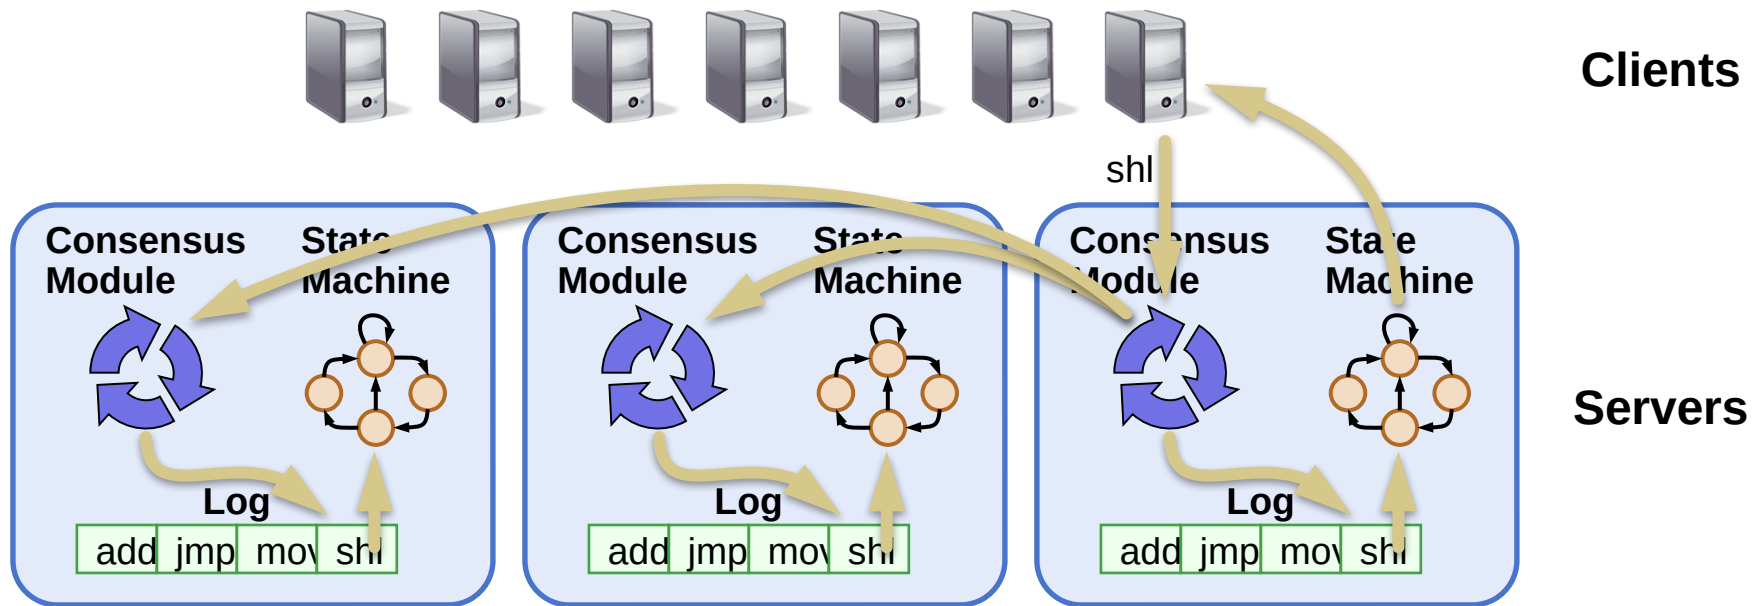 Clients
shl
Consensus
Module
State
Machine
Consensus
Module
State
Machine
Consensus
Module
State
Machine
Servers
Log
add jmp mov shl
Log
add jmp mov shl
Log
add jmp mov shl